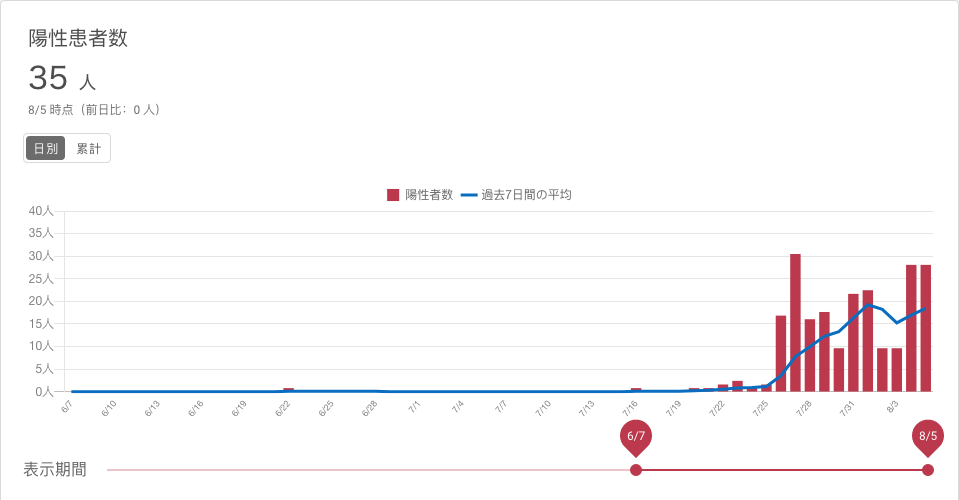 陽性患者数
35 人
8/5 時点（前日比：0 人）
日別 累計
陽性者数 過去7日間の平均
40人
35人
30人
25人
20人
15人
10人
5人
0人
6/7 6/10 6/13 6/16 6/19 6/22 6/25 6/28 7/1 7/4 7/7 7/10 7/13 7/16 7/19 7/22 7/25 7/28 7/31 8/3
6/7 8/5
表示期間